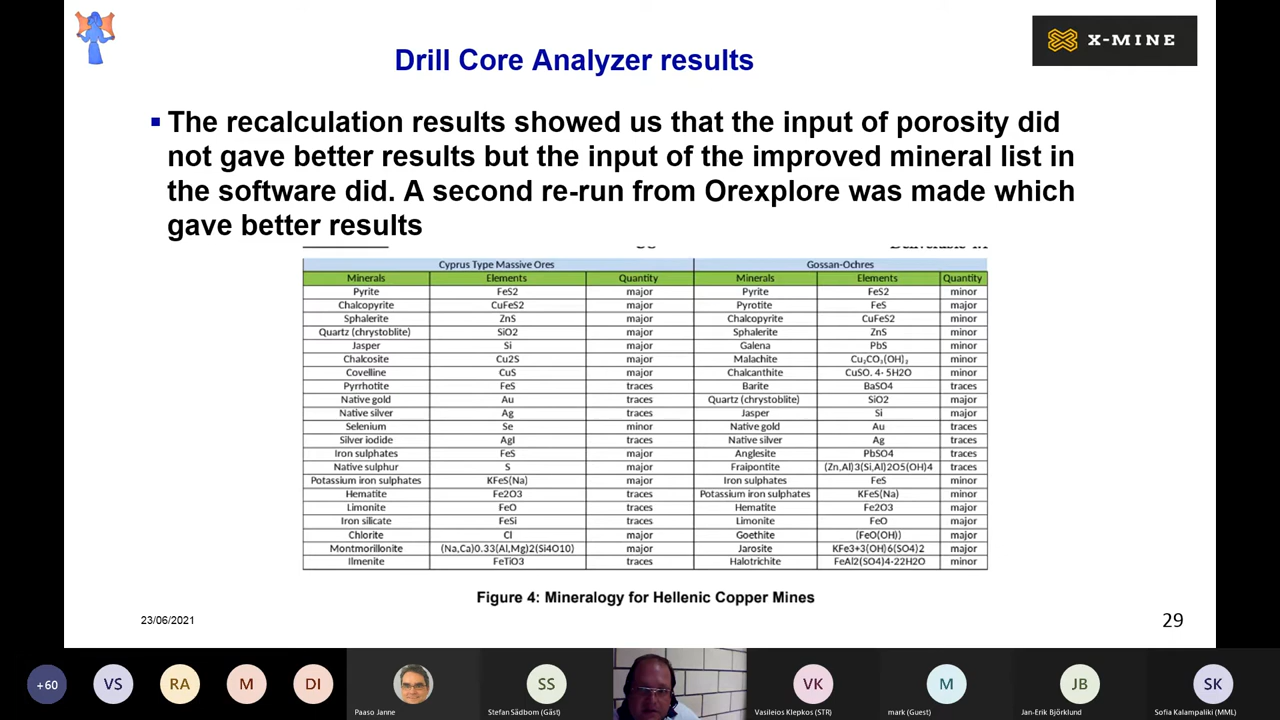 X-MINE
Drill Core Analyzer results
▪ The recalculation results showed us that the input of porosity did
not gave better results but the input of the improved mineral list in
the software did. A second re-run from Orexplore was made which
gave better results
Cyprus Type Massive Ores Gossan-Ochres
Minerals Elements Quantity Minerals Elements Quantity
Pyrite FeS2 major Pyrite FeS2 minor
Chalcopyrite CuFeS2 major Pyrotite FeS major
Sphalerite ZnS major Chalcopyrite CuFeS2 minor
Quartz (chrystoblite) SiO2 major Sphalerite ZnS minor
Jasper Si major Galena PbS minor
Chalcosite Cu2S major Malachite Cu₂CO₃(OH)₂ minor
Covelline CuS major Chalcanthite CuSO. 4· 5H2O minor
Pyrrhotite FeS traces Barite BaSO4 traces
Native gold Au traces Quartz (chrystoblite) SiO2 major
Native silver Ag traces Jasper Si major
Selenium Se minor Native gold Au traces
Silver iodide AgI traces Native silver Ag traces
Iron sulphates FeS major Anglesite PbSO4 traces
Native sulphur S major Fraipontite (Zn,Al)3(Si,Al)2O5(OH)4 traces
Potassium iron sulphates KFeS(Na) major Iron sulphates FeS minor
Hematite Fe2O3 traces Potassium iron sulphates KFeS(Na) minor
Limonite FeO traces Hematite Fe2O3 major
Iron silicate FeSi traces Limonite FeO major
Chlorite Cl major Goethite (FeO(OH)) major
Montmorillonite (Na,Ca)0.33(Al,Mg)2(Si4O10) major Jarosite KFe3+3(OH)6(SO4)2 major
Ilmenite FeTiO3 traces Halotrichite FeAl2(SO4)4·22H2O minor
Figure 4: Mineralogy for Hellenic Copper Mines
23/06/2021
29
+60 VS RA M DI SS VK M JB SK
Paaso Janne Stefan Sädbom (Gäst) Vasileios Klepkos (STR) mark (Guest) Jan-Erik Björklund Sofia Kalampaliki (MML)